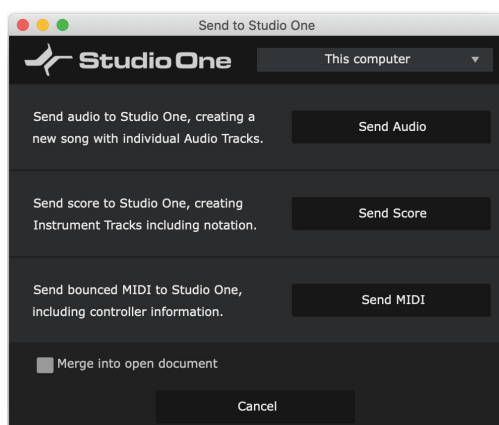 Send to Studio One
Studio One
This computer
Send audio to Studio One, creating a
new song with individual Audio Tracks.
Send Audio
Send score to Studio One, creating
Instrument Tracks including notation.
Send Score
Send bounced MIDI to Studio One,
including controller information.
Send MIDI
Merge into open document
Cancel